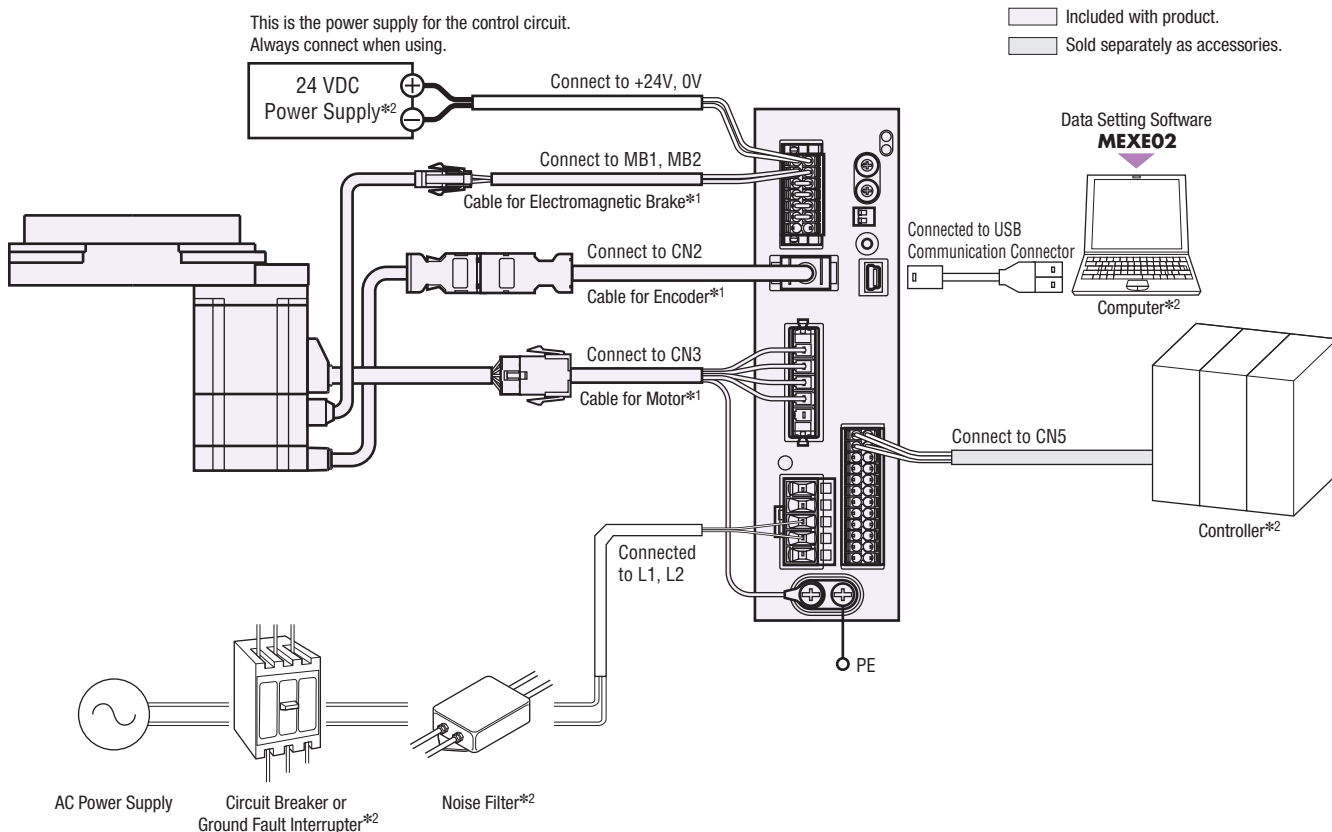 This is the power supply for the control circuit.
Always connect when using.
24 VDC
Power Supply*2
Connect to +24V, 0V
Included with product.
Sold separately as accessories.
Connect to MB1, MB2
Cable for Electromagnetic Brake*1
Data Setting Software
MEXE02
Connect to CN2
Cable for Encoder*1
Connected to USB
Communication Connector
Computer*2
Connect to CN3
Cable for Motor*1
Connect to CN5
Controller*2
Connected
to L1, L2
PE
AC Power Supply
Circuit Breaker or
Ground Fault Interrupter*2
Noise Filter*2